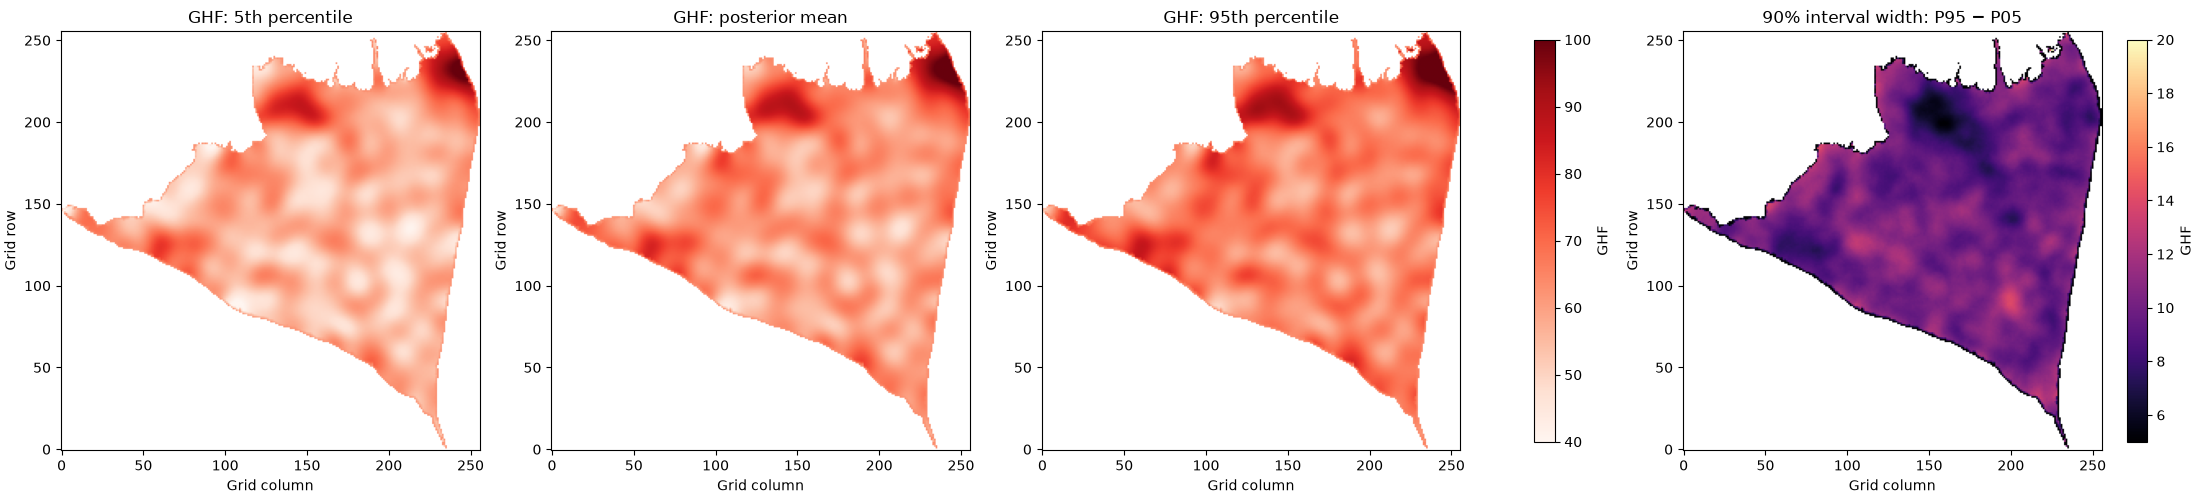 GHF: 5th percentile
GHF: posterior mean
GHF: 95th percentile
90% interval width: P95 − P05
Grid row
250
200
150
100
50
0
0 50 100 150 200 250
Grid column
Grid row
250
200
150
100
50
0
0 50 100 150 200 250
Grid column
Grid row
250
200
150
100
50
0
0 50 100 150 200 250
Grid column
100
90
80
70
60
50
40
GHF
Grid row
250
200
150
100
50
0
0 50 100 150 200 250
Grid column
20
18
16
14
12
10
8
6
GHF